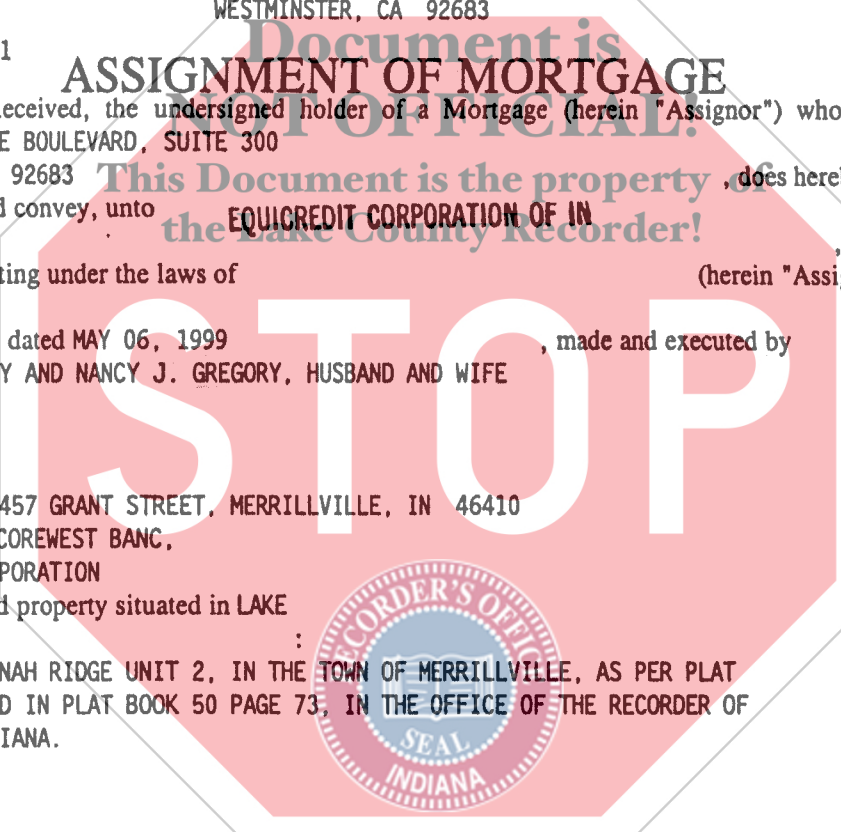 WESTMINSTER, CA 92683
1
Document is
ASSIGNMENT OF MORTGAGE
NOT OFFICIAL!
eceived, the undersigned holder of a Mortgage (herein "Assignor") who
E BOULEVARD, SUITE 300
92683 , does here
This Document is the property of
d convey, unto EQUICREDIT CORPORATION OF IN
the Lake County Recorder!
,
ting under the laws of (herein "Assi
dated MAY 06, 1999 , made and executed by
Y AND NANCY J. GREGORY, HUSBAND AND WIFE
STOP
457 GRANT STREET, MERRILLVILLE, IN 46410
COREWEST BANC,
PORATION
d property situated in LAKE
:
NAH RIDGE UNIT 2, IN THE TOWN OF MERRILLVILLE, AS PER PLAT
D IN PLAT BOOK 50 PAGE 73, IN THE OFFICE OF THE RECORDER OF
IANA.
RECORDER'S OFFICE
SEAL
INDIANA